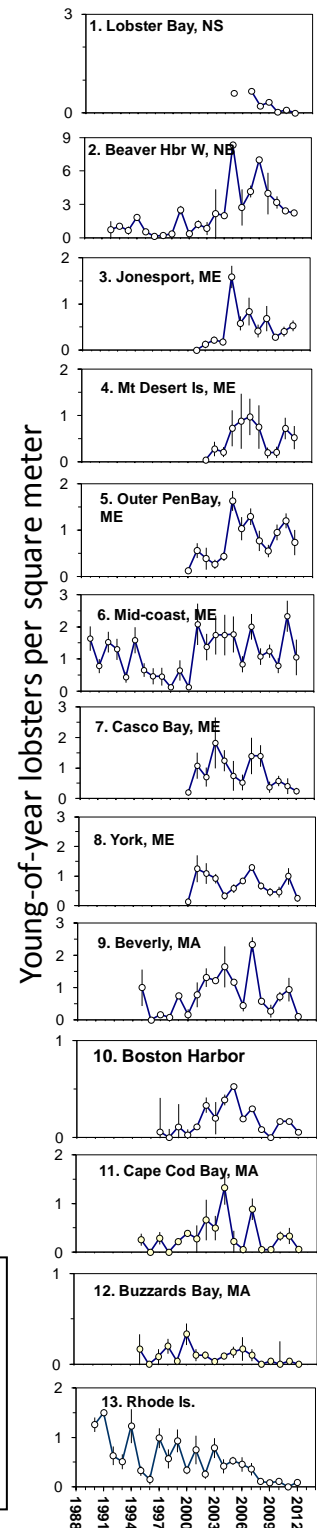 Young-of-year lobsters per square meter
1. Lobster Bay, NS
3
0
2. Beaver Hbr W, NB
9
6
3
0
3. Jonesport, ME
2
1
0
4. Mt Desert Is, ME
2
1
0
5. Outer PenBay,
ME
2
1
0
6. Mid-coast, ME
3
2
1
0
7. Casco Bay, ME
3
2
1
0
8. York, ME
3
2
1
0
9. Beverly, MA
3
2
1
0
10. Boston Harbor
1
0
11. Cape Cod Bay, MA
2
1
0
12. Buzzards Bay, MA
1
0
13. Rhode Is.
2
1
0
1988 1991 1994 1997 2000 2003 2006 2009 2012